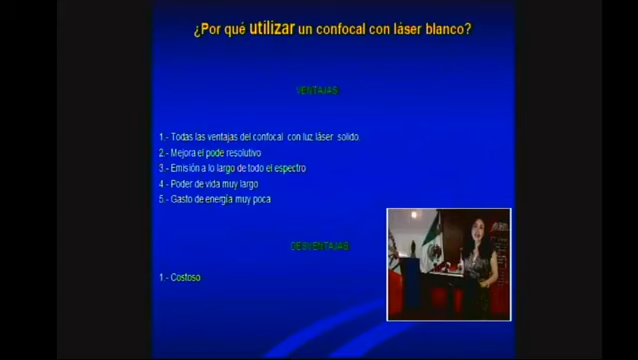 ¿Por qué utilizar un confocal con láser blanco?
VENTAJAS
1.- Todas las ventajas del confocal con luz láser solido.
2.- Mejora el pode resolutivo
3.- Emisión a lo largo de todo el espectro
4.- Poder de vida muy largo
5.- Gasto de energía muy poca
DESVENTAJAS
1.- Costoso